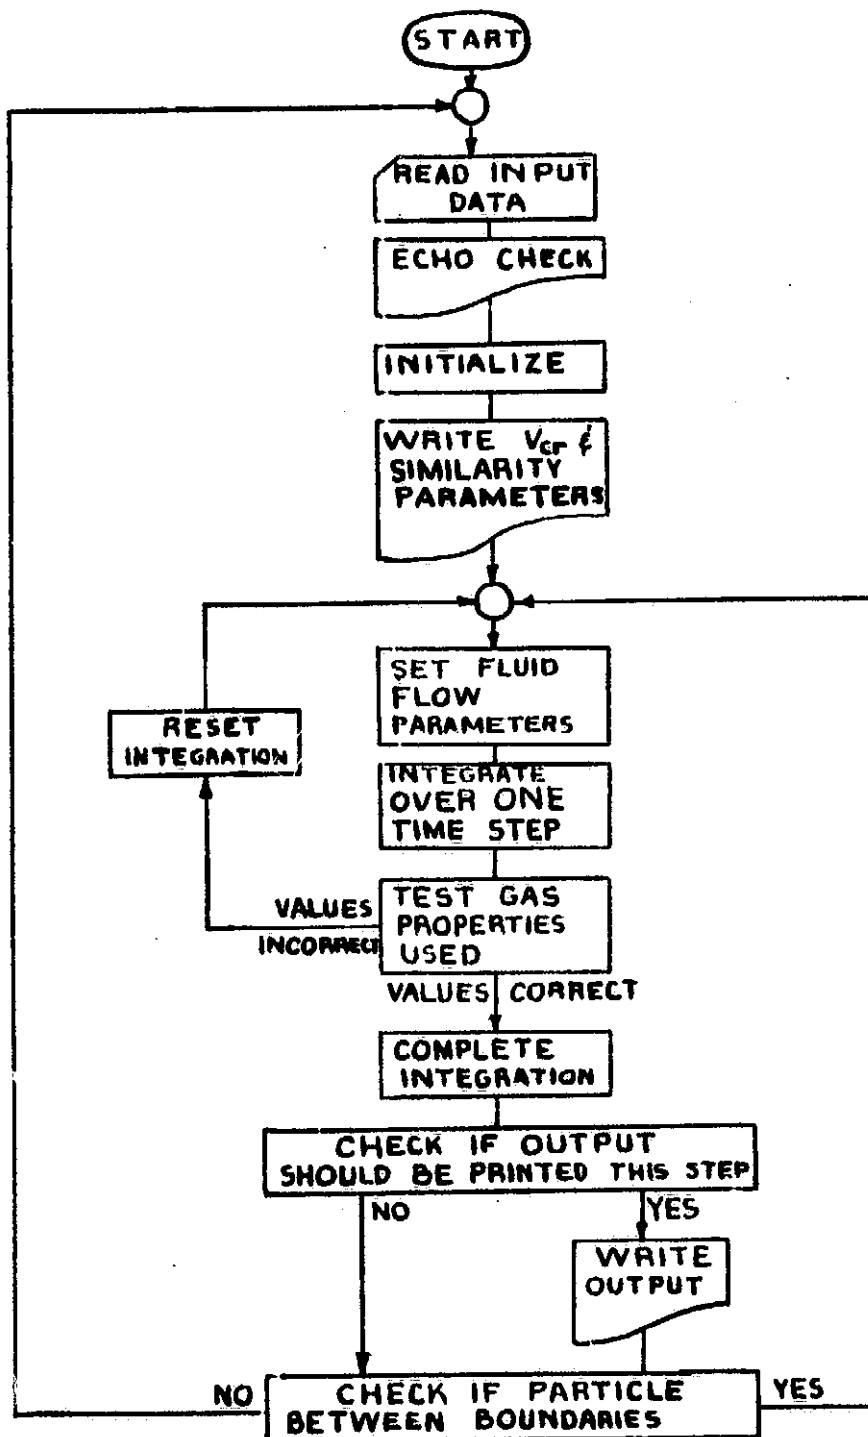 START
READ INPUT
DATA
ECHO CHECK
INITIALIZE
WRITE Vcr &
SIMILARITY
PARAMETERS
SET FLUID
FLOW
PARAMETERS
RESET
INTEGRATION
INTEGRATE
OVER ONE
TIME STEP
VALUES
INCORRECT
TEST GAS
PROPERTIES
USED
VALUES CORRECT
COMPLETE
INTEGRATION
CHECK IF OUTPUT
SHOULD BE PRINTED THIS STEP
NO
YES
WRITE
OUTPUT
NO
CHECK IF PARTICLE
BETWEEN BOUNDARIES
YES